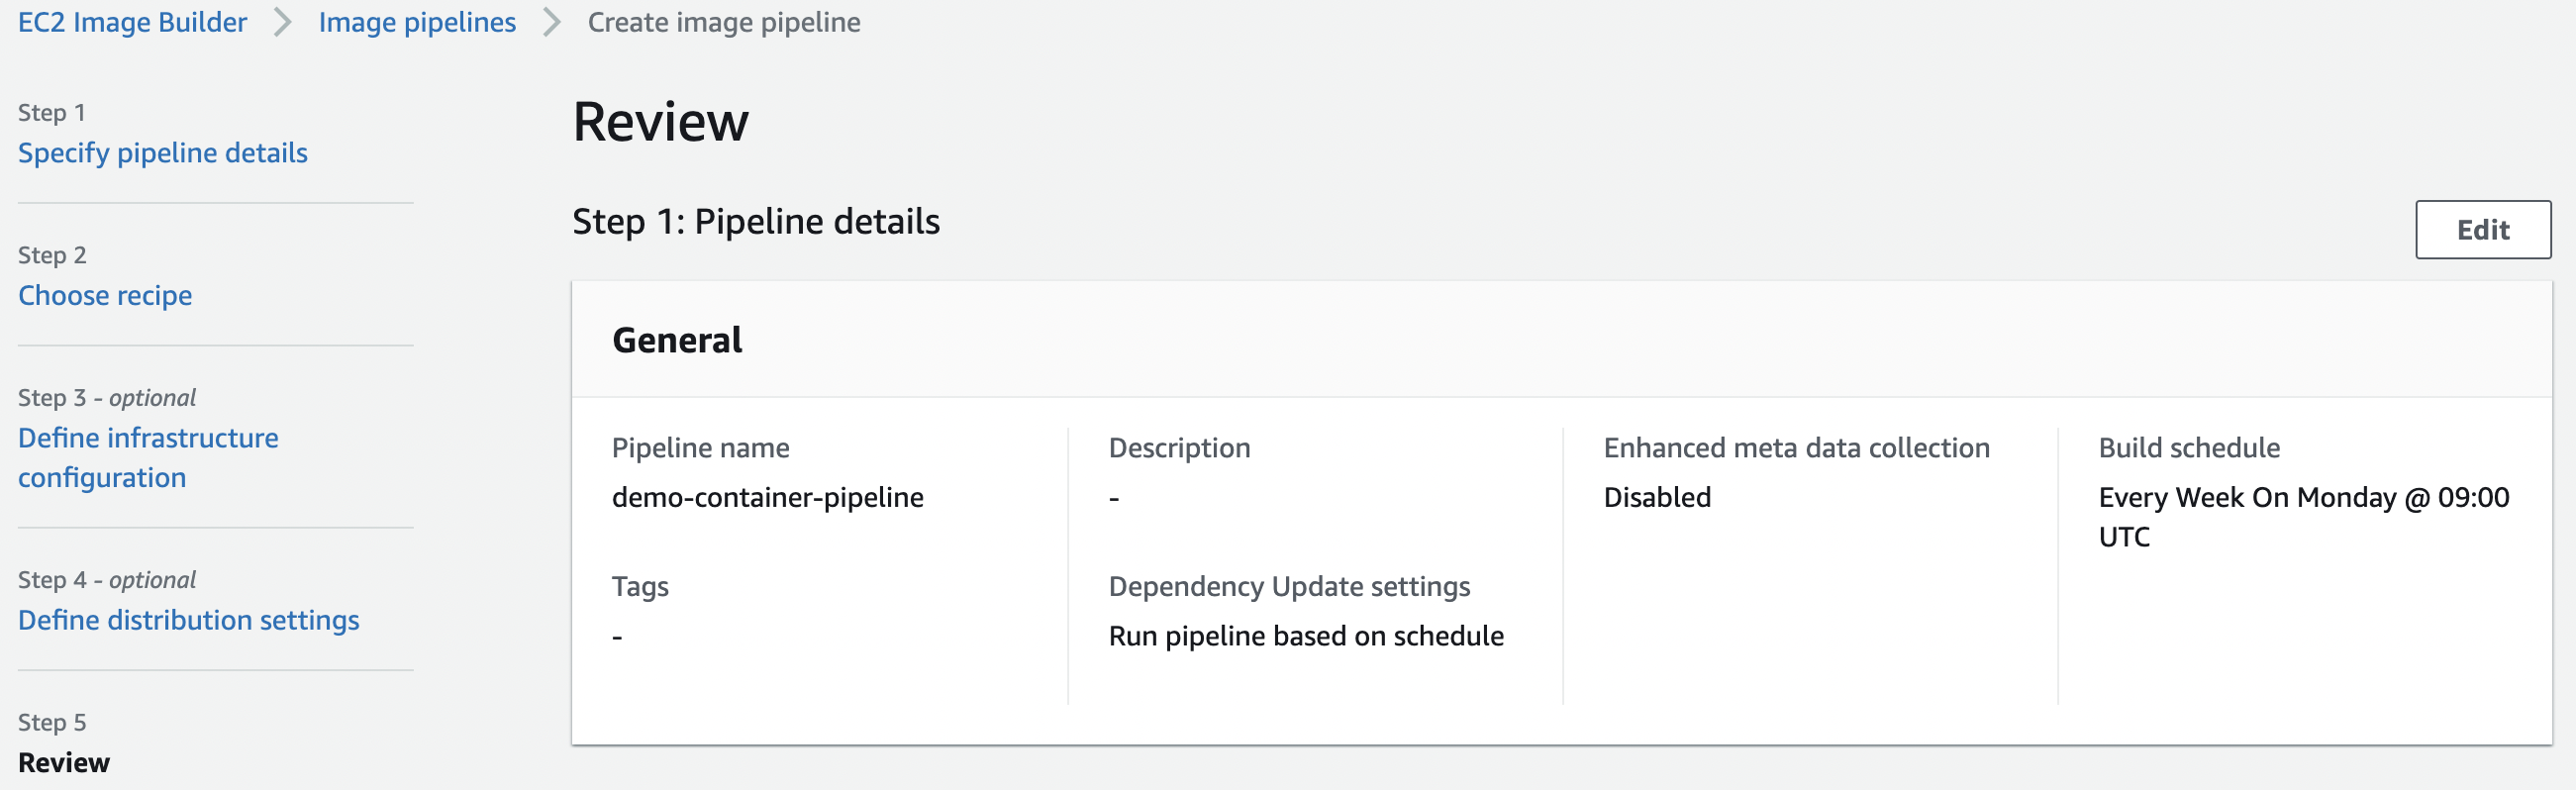 EC2 Image Builder > Image pipelines > Create image pipeline
Step 1
Specify pipeline details
Step 2
Choose recipe
Step 3 - optional
Define infrastructure
configuration
Step 4 - optional
Define distribution settings
Step 5
Review
Review
Step 1: Pipeline details
Edit
General
Pipeline name
demo-container-pipeline
Description
-
Enhanced meta data collection
Disabled
Build schedule
Every Week On Monday @ 09:00
UTC
Tags
-
Dependency Update settings
Run pipeline based on schedule